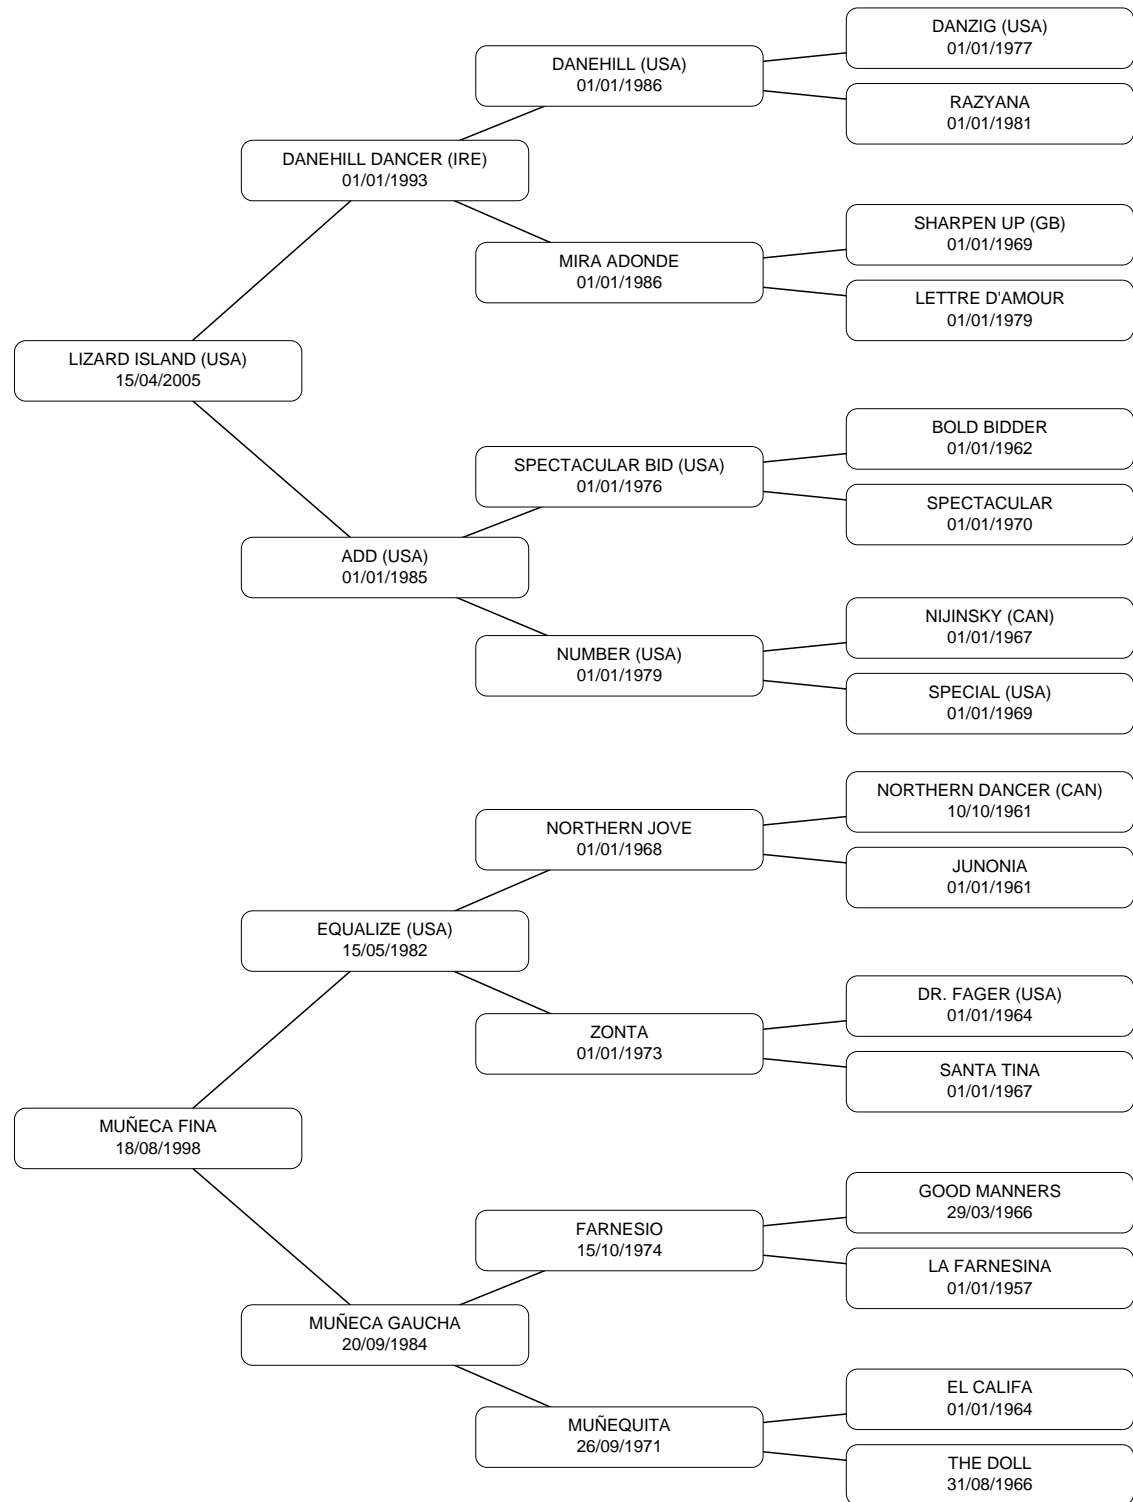 DANZIG (USA)
01/01/1977
DANEHILL (USA)
01/01/1986
RAZYANA
01/01/1981
DANEHILL DANCER (IRE)
01/01/1993
SHARPEN UP (GB)
01/01/1969
MIRA ADONDE
01/01/1986
LETTRE D'AMOUR
01/01/1979
LIZARD ISLAND (USA)
15/04/2005
BOLD BIDDER
01/01/1962
SPECTACULAR BID (USA)
01/01/1976
SPECTACULAR
01/01/1970
ADD (USA)
01/01/1985
NIJINSKY (CAN)
01/01/1967
NUMBER (USA)
01/01/1979
SPECIAL (USA)
01/01/1969
NORTHERN DANCER (CAN)
10/10/1961
NORTHERN JOVE
01/01/1968
JUNONIA
01/01/1961
EQUALIZE (USA)
15/05/1982
DR. FAGER (USA)
01/01/1964
ZONTA
01/01/1973
SANTA TINA
01/01/1967
MUÑECA FINA
18/08/1998
GOOD MANNERS
29/03/1966
FARNESIO
15/10/1974
LA FARNESINA
01/01/1957
MUÑECA GAUCHA
20/09/1984
EL CALIFA
01/01/1964
MUÑEQUITA
26/09/1971
THE DOLL
31/08/1966